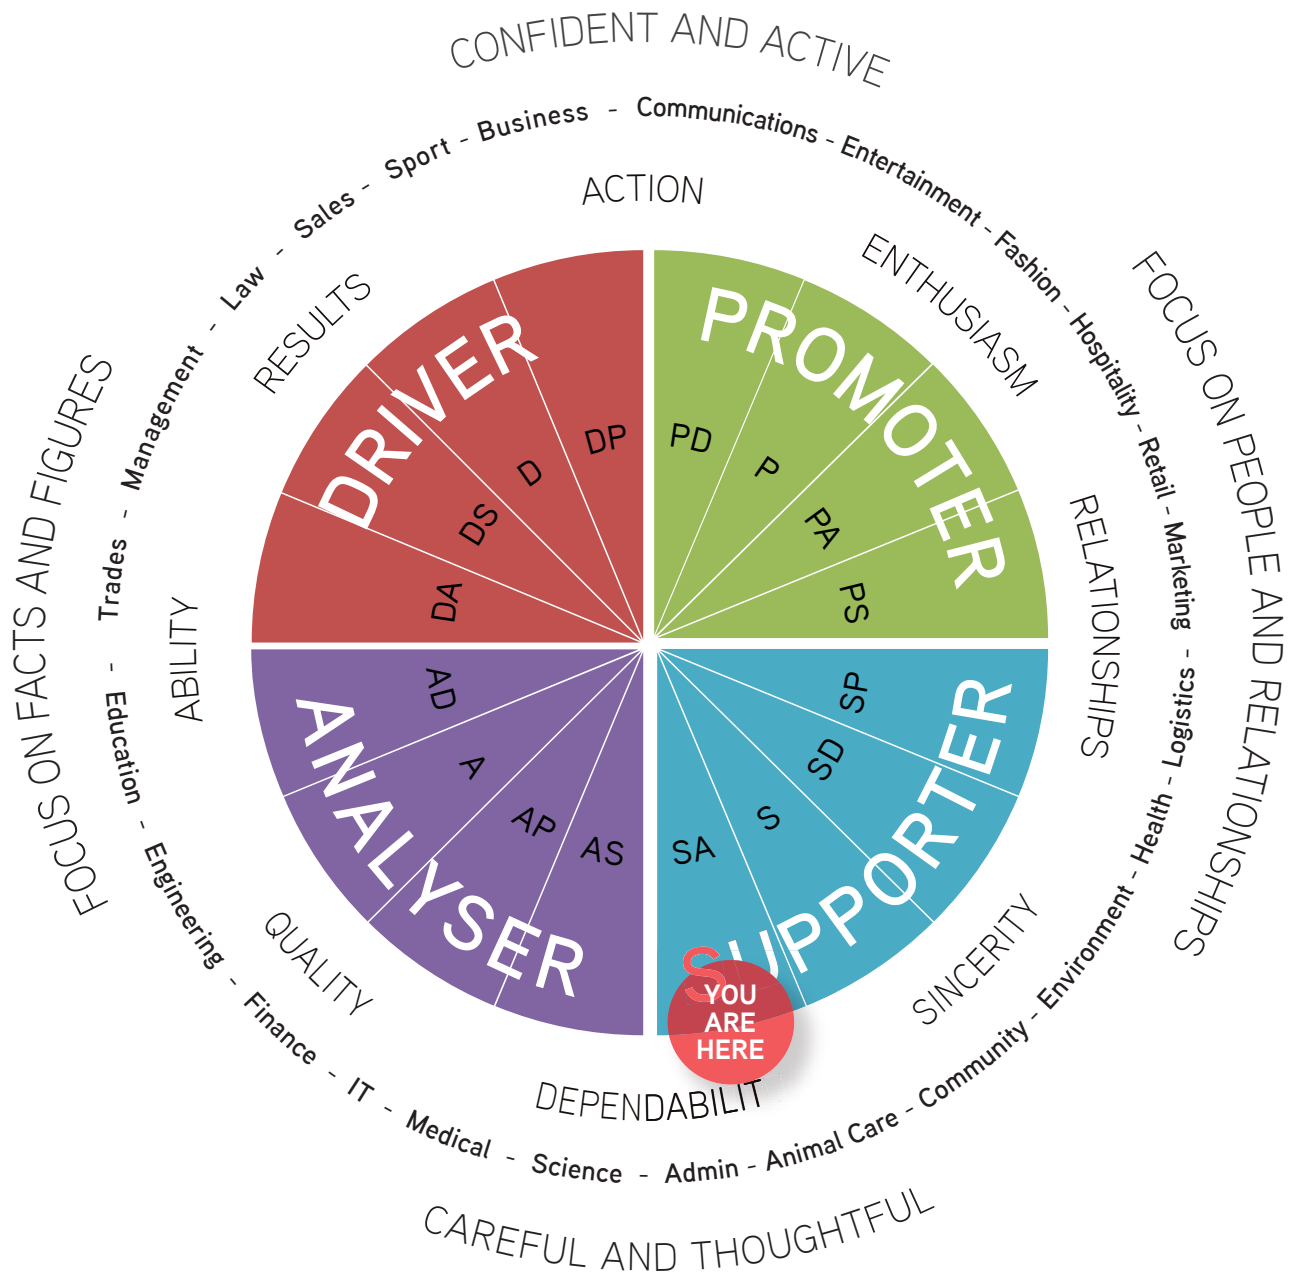 CONFIDENT AND ACTIVE
Trades - Management - Law - Sales - Sport - Business - Communications - Entertainment - Fashion - Hospitality - Retail - Marketing - Logistics - Health - Environment - Community - Animal Care - Admin - Science - Medical - IT - Finance - Engineering - Education -
ACTION
ENTHUSIASM
RELATIONSHIPS
SINCERITY
DEPENDABILIT
QUALITY
ABILITY
RESULTS
FOCUS ON FACTS AND FIGURES
FOCUS ON PEOPLE AND RELATIONSHIPS
DRIVER
DA
DS
D
DP
PROMOTER
PD
P
PA
PS
SUPPORTER
SP
SD
S
SA
ANALYSER
AD
A
AP
AS
YOU
ARE
HERE
CAREFUL AND THOUGHTFUL